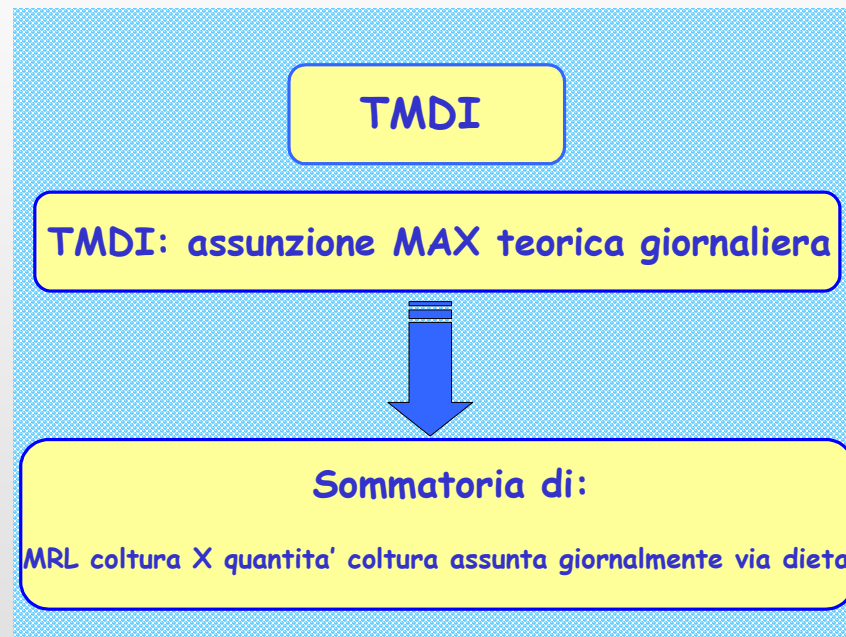 TMDI
TMDI: assunzione MAX teorica giornaliera
Sommatoria di:
MRL coltura X quantita’ coltura assunta giornalmente via dieta